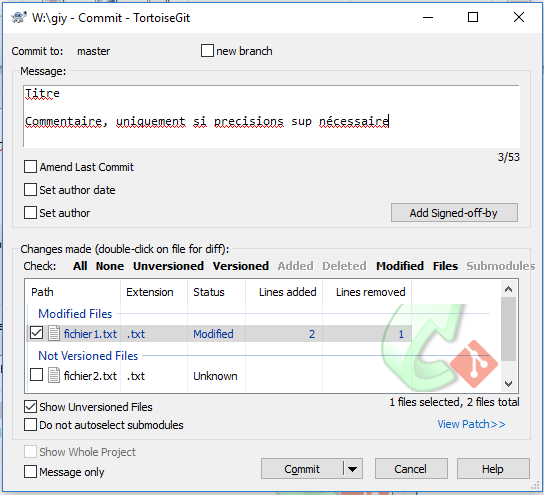 W:\giy - Commit - TortoiseGit
Commit to: master new branch
Message:
Titre
Commentaire, uniquement si precisions sup nécessaire
3/53
Amend Last Commit
Set author date
Set author
Add Signed-off-by
Changes made (double-click on file for diff):
Check: All None Unversioned Versioned Added Deleted Modified Files Submodules
Path Extension Status Lines added Lines removed
Modified Files
fichier1.txt .txt Modified 2 1
Not Versioned Files
fichier2.txt .txt Unknown
Show Unversioned Files
1 files selected, 2 files total
Do not autoselect submodules
View Patch>>
Show Whole Project
Message only
Commit Cancel Help